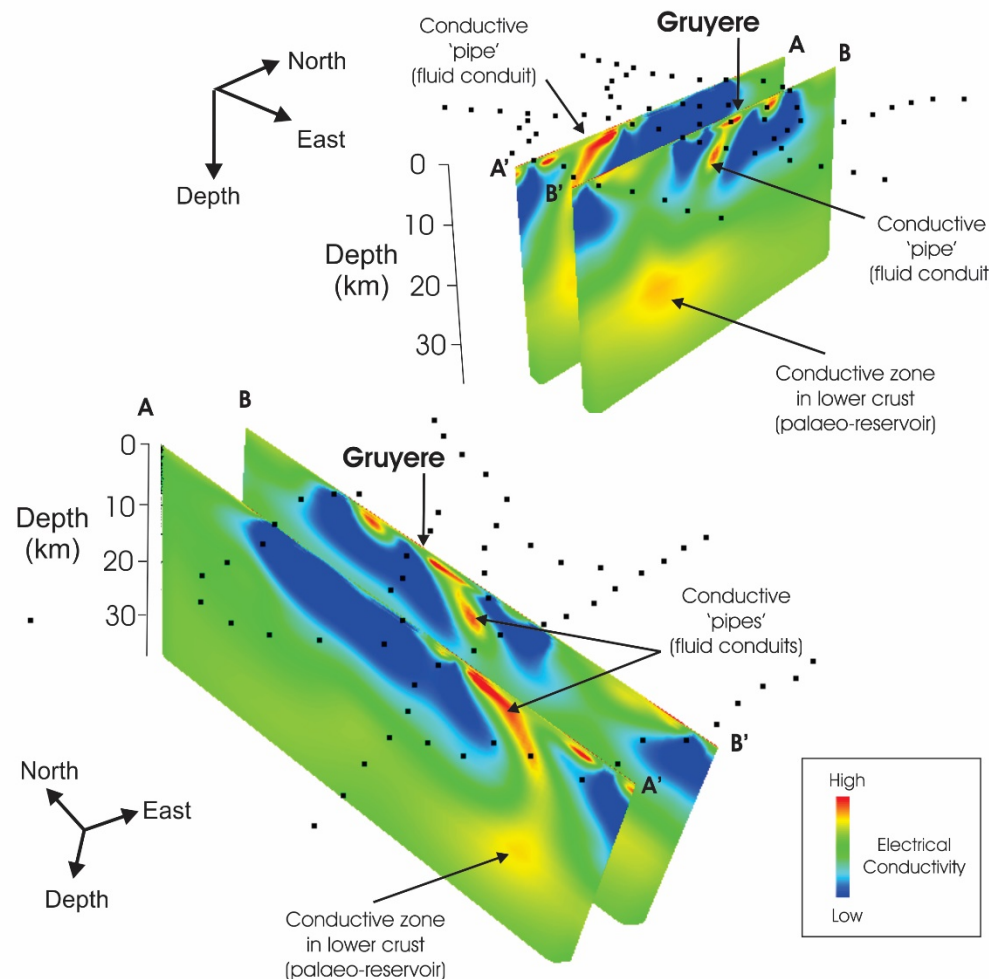 Conductive
'pipe'
(fluid conduit)
Gruyere
A
B
North
East
Depth
A'
B'
0
10
20
30
Depth
(km)
Conductive
'pipe'
(fluid conduit
Conductive zone
in lower crust
(palaeo-reservoir)
A
B
Gruyere
0
10
20
30
Depth
(km)
Conductive
'pipes'
(fluid conduits)
B'
A'
North
East
Depth
Conductive zone
in lower crust
(palaeo-reservoir)
High
Electrical
Conductivity
Low